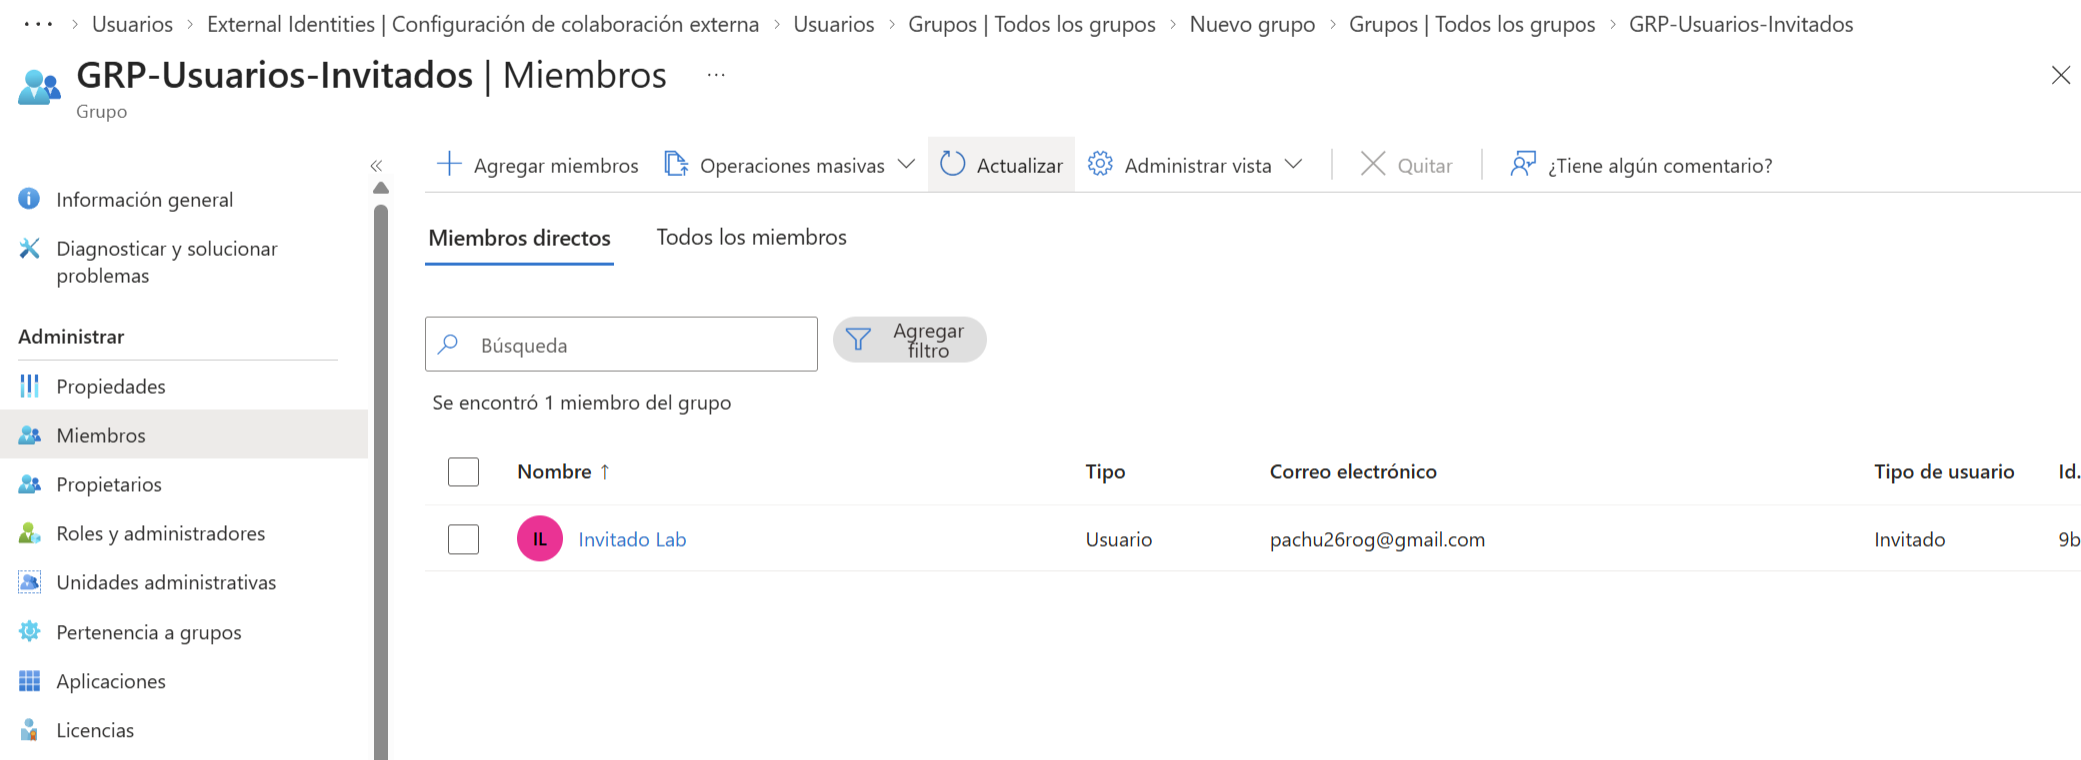 ··· > Usuarios > External Identities | Configuración de colaboración externa > Usuarios > Grupos | Todos los grupos > Nuevo grupo > Grupos | Todos los grupos > GRP-Usuarios-Invitados
GRP-Usuarios-Invitados | Miembros ···
Grupo
Información general
Diagnosticar y solucionar
problemas
Administrar
Propiedades
Miembros
Propietarios
Roles y administradores
Unidades administrativas
Pertenencia a grupos
Aplicaciones
Licencias
Agregar miembros Operaciones masivas Actualizar Administrar vista Quitar ¿Tiene algún comentario?
Miembros directos Todos los miembros
Búsqueda
Agregar
filtro
Se encontró 1 miembro del grupo
Nombre ↑ Tipo Correo electrónico Tipo de usuario Id.
IL Invitado Lab Usuario pachu26rog@gmail.com Invitado 9b